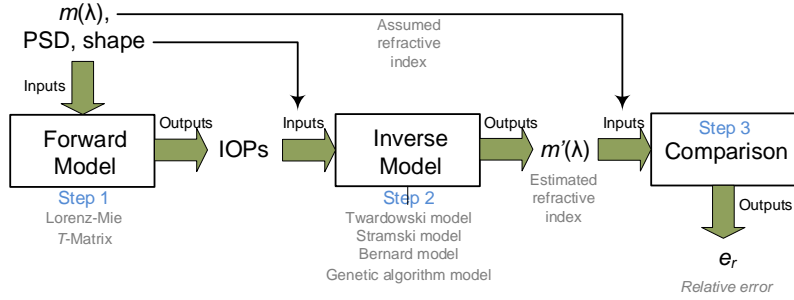 m(λ),
PSD, shape
Assumed
refractive
index
Inputs
Outputs
Inputs
Outputs
Inputs
Forward
Model
IOPs
Inverse
Model
m'(λ)
Step 3
Comparison
Step 1
Lorenz-Mie
T-Matrix
Step 2
Twardowski model
Stramski model
Bernard model
Genetic algorithm model
Estimated
refractive
index
Outputs
er
Relative error